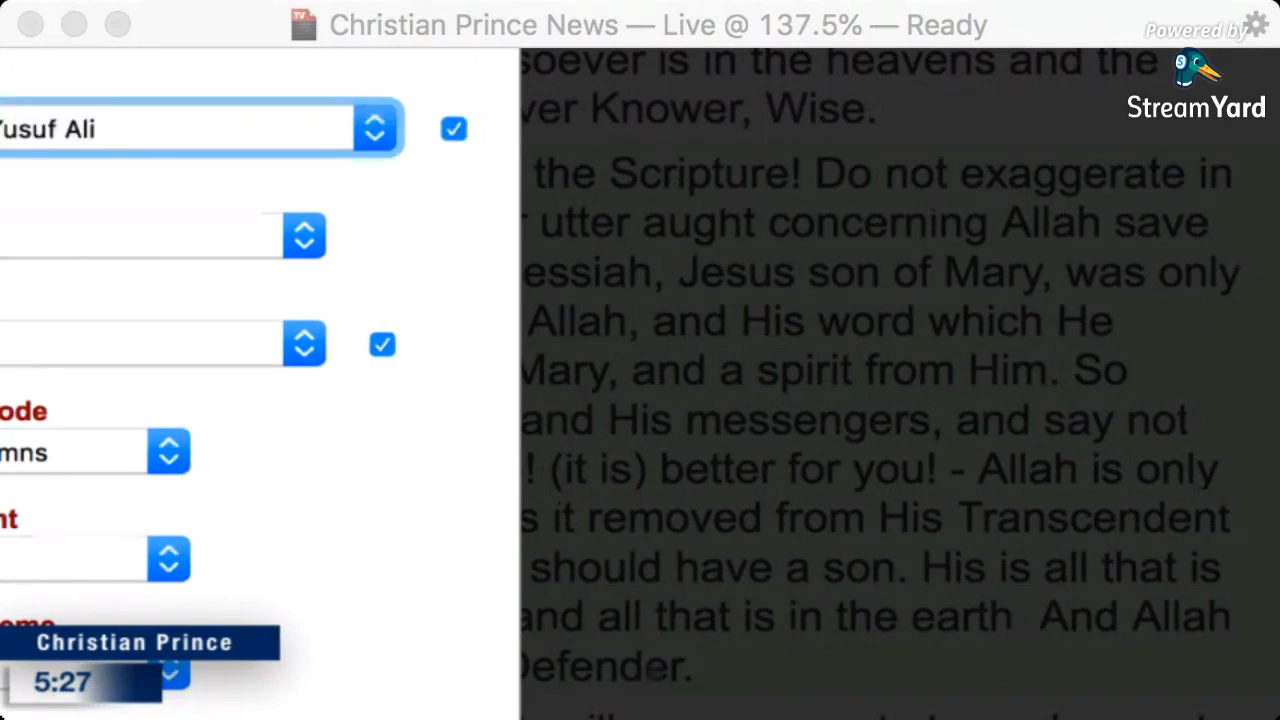 Christian Prince News — Live @ 137.5% — Ready
Powered by
StreamYard
Yusuf Ali
ode
mns
nt
Christian Prince
5:27
soever is in the heavens and the
ver Knower, Wise.
the Scripture! Do not exaggerate in
utter aught concerning Allah save
essiah, Jesus son of Mary, was only
Allah, and His word which He
Mary, and a spirit from Him. So
and His messengers, and say not
! (it is) better for you! - Allah is only
s it removed from His Transcendent
should have a son. His is all that is
and all that is in the earth And Allah
Defender.